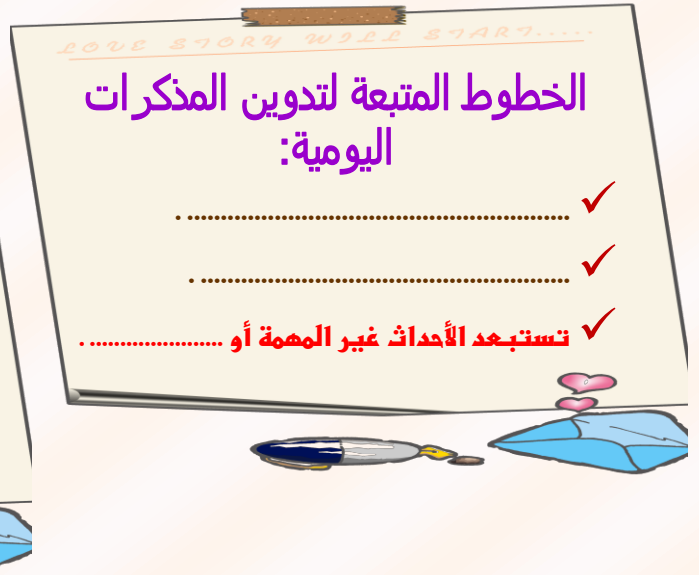 LOVE STORY WILL START.....
الخطوط المتبعة لتدوين المذكرات
اليومية:
✓ ....................................................... .
✓ ..................................................... .
✓ تستبعد الأحداث غير المهمة أو ...................... .